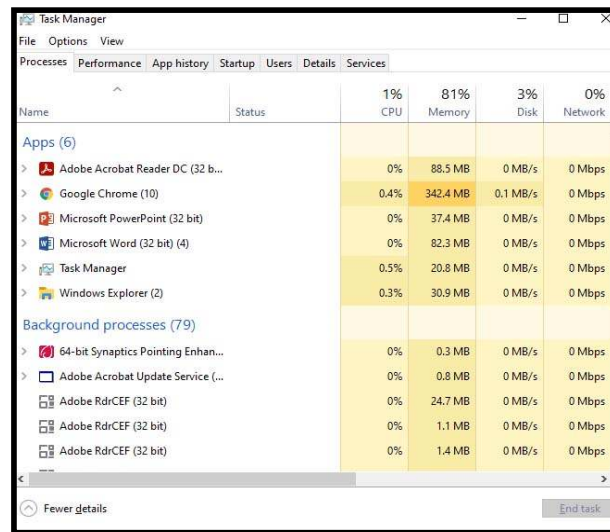 Task Manager
File Options View
Processes Performance App history Startup Users Details Services
1% 81% 3% 0%
Name Status CPU Memory Disk Network
Apps (6)
Adobe Acrobat Reader DC (32 b... 0% 88.5 MB 0 MB/s 0 Mbps
Google Chrome (10) 0.4% 342.4 MB 0.1 MB/s 0 Mbps
Microsoft PowerPoint (32 bit) 0% 37.4 MB 0 MB/s 0 Mbps
Microsoft Word (32 bit) (4) 0% 82.3 MB 0 MB/s 0 Mbps
Task Manager 0.5% 20.8 MB 0 MB/s 0 Mbps
Windows Explorer (2) 0.3% 30.9 MB 0 MB/s 0 Mbps
Background processes (79)
64-bit Synaptics Pointing Enhan... 0% 0.3 MB 0 MB/s 0 Mbps
Adobe Acrobat Update Service (... 0% 0.8 MB 0 MB/s 0 Mbps
Adobe RdrCEF (32 bit) 0% 24.7 MB 0 MB/s 0 Mbps
Adobe RdrCEF (32 bit) 0% 1.1 MB 0 MB/s 0 Mbps
Adobe RdrCEF (32 bit) 0% 1.4 MB 0 MB/s 0 Mbps
Fewer details End task